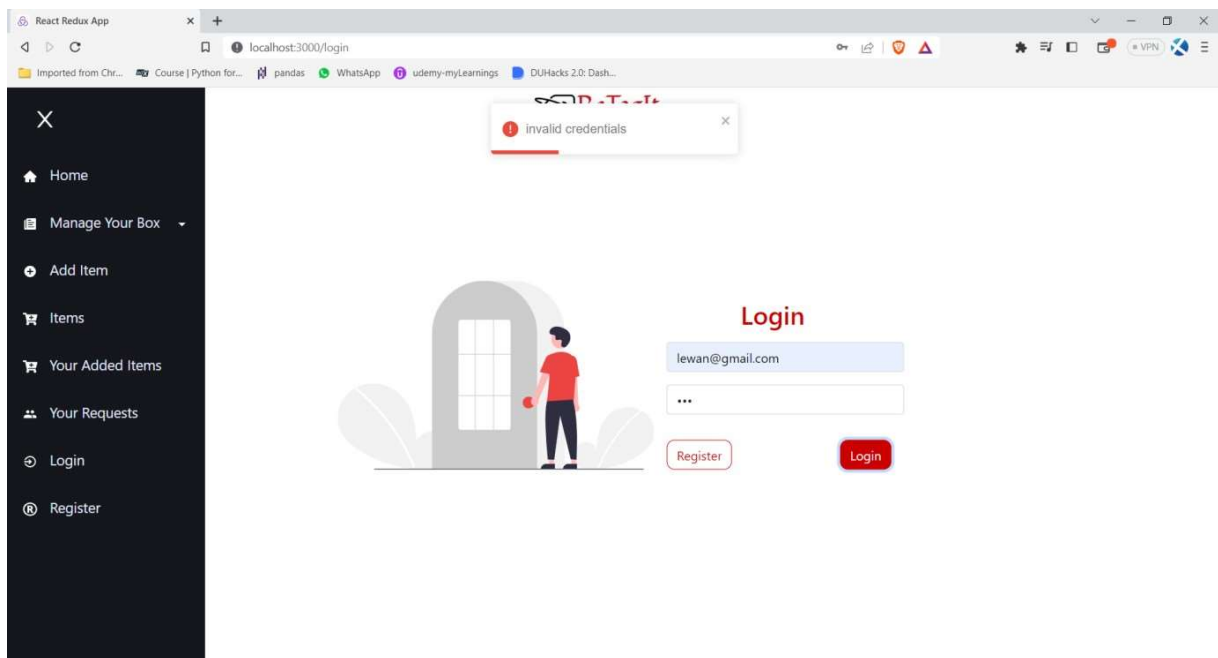 React Redux App
localhost:3000/login
VPN
Imported from Chr... Course | Python for... pandas WhatsApp udemy-myLearnings DUHacks 2.0: Dash...
invalid credentials
Home
Manage Your Box
Add Item
Items
Your Added Items
Your Requests
Login
Register
Login
lewan@gmail.com
•••
Register Login